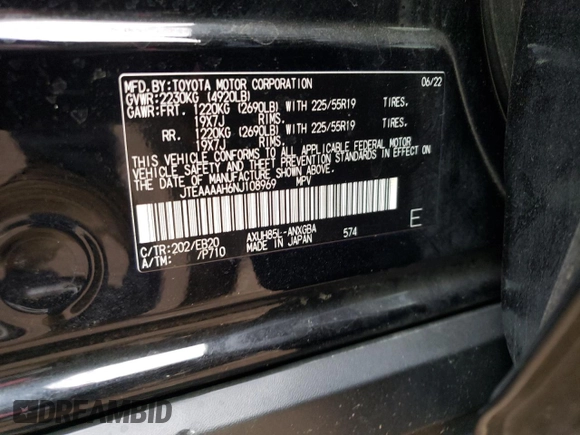 MFD.BY:TOYOTA MOTOR CORPORATION 06/22
GVWR:2230KG (4920LB)
GAWR:FRT. 1220KG (2690LB) WITH 225/55R19 TIRES,
19X7J RIMS.
RR. 1220KG (2690LB) WITH 225/55R19 TIRES,
19X7J RIMS.
THIS VEHICLE CONFORMS TO ALL APPLICABLE FEDERAL MOTOR
VEHICLE SAFETY AND THEFT PREVENTION STANDARDS IN EFFECT ON
THE DATE OF MANUFACTURE SHOWN ABOVE.
JTEAAAAH6NJ108969 MPV
E
C/TR:202/EB20 AXUH85L-ANXGBA 574
A/TM: /P710 MADE IN JAPAN
DREAMBID